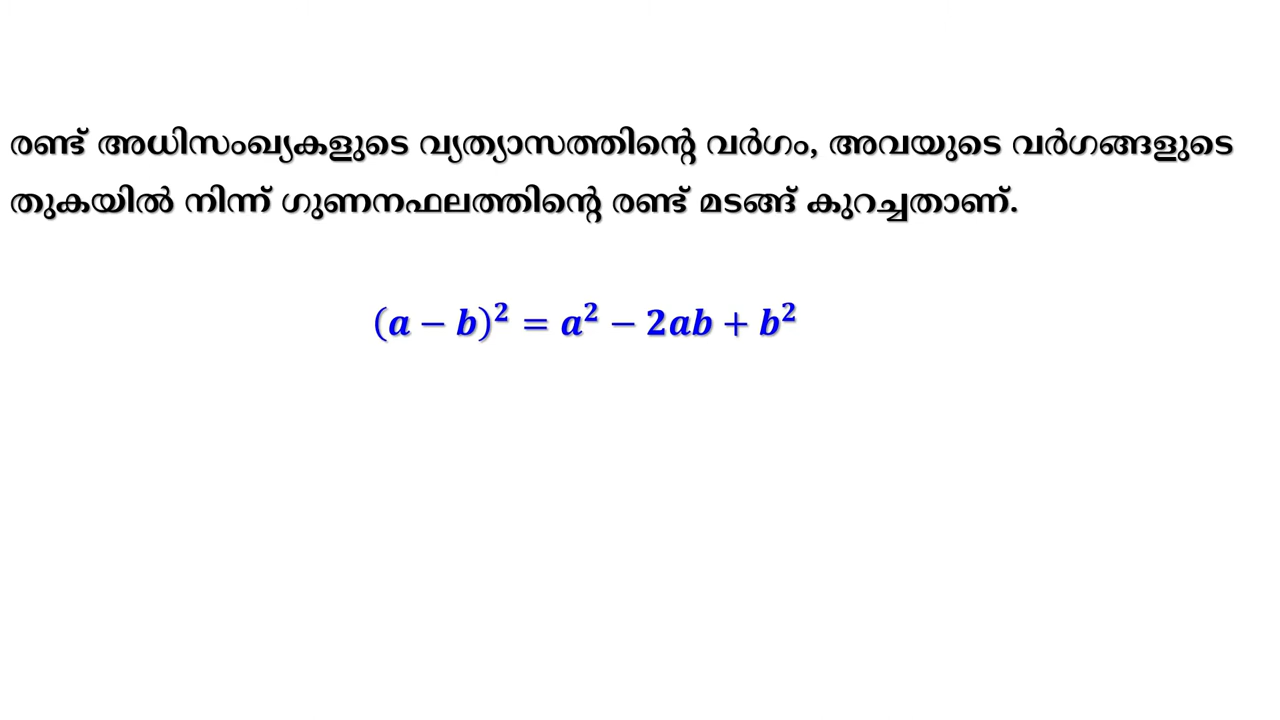 രണ്ട് അധിസംഖ്യകളുടെ വ്യത്യാസത്തിന്റെ വർഗം, അവയുടെ വർഗങ്ങളുടെ
തുകയിൽ നിന്ന് ഗുണനഫലത്തിന്റെ രണ്ട് മടങ്ങ് കുറച്ചതാണ്.
(a − b)² = a² − 2ab + b²